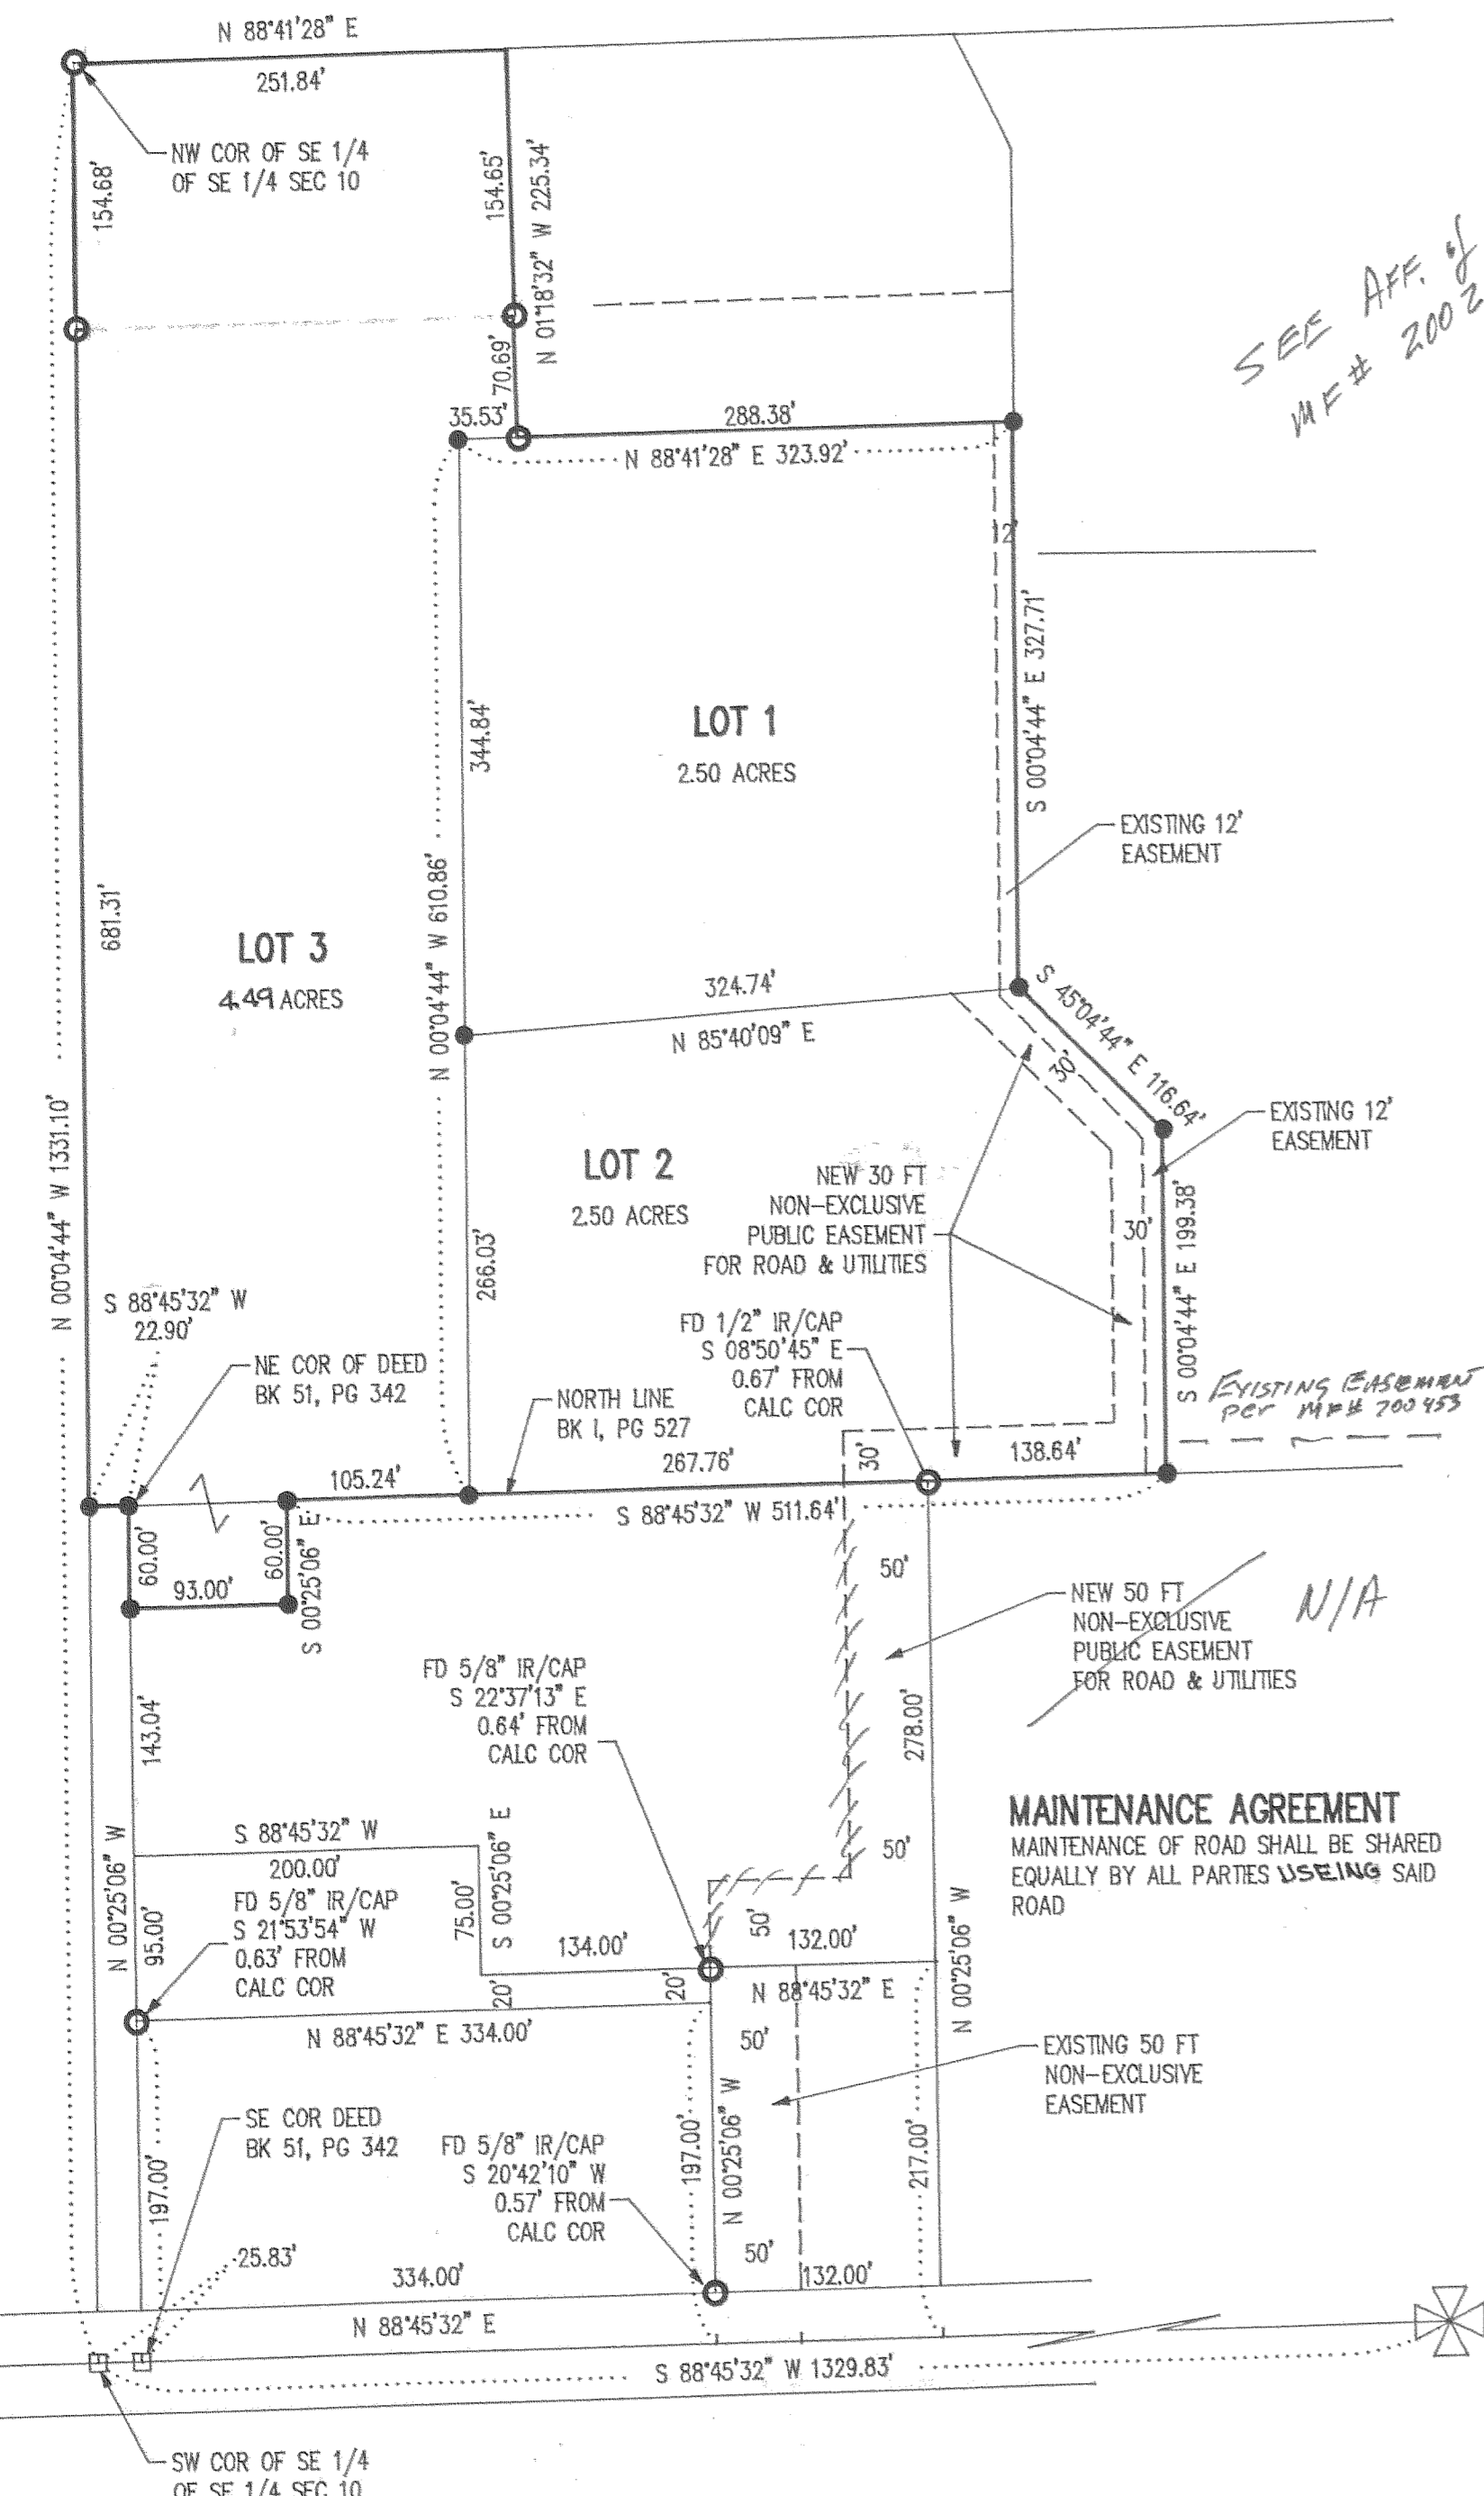 N 88°41'28" E
251.84'
NW COR OF SE 1/4
OF SE 1/4 SEC 10
154.68'
154.65'
N 01°18'32" W 225.34'
70.69'
SEE AFF. of
MF# 2002
35.53'
288.38'
N 88°41'28" E 323.92'
12'
S 00°04'44" E 327.71'
344.84'
LOT 1
2.50 ACRES
EXISTING 12'
EASEMENT
681.31'
N 00°04'44" W 610.86'
LOT 3
4.49 ACRES
324.74'
N 85°40'09" E
S 45°04'44" E 116.64'
30'
EXISTING 12'
EASEMENT
N 00°04'44" W 1331.10'
LOT 2
2.50 ACRES
NEW 30 FT
NON-EXCLUSIVE
PUBLIC EASEMENT
FOR ROAD & UTILITIES
30'
S 00°04'44" E 199.38'
266.03'
S 88°45'32" W
22.90'
NE COR OF DEED
BK 51, PG 342
FD 1/2" IR/CAP
S 08°50'45" E
0.67' FROM
CALC COR
NORTH LINE
BK I, PG 527
EXISTING EASEMENT
per MF# 700453
105.24'
267.76'
30'
138.64'
S 88°45'32" W 511.64'
60.00'
60.00'
93.00'
S 00°25'06" E
50'
NEW 50 FT
NON-EXCLUSIVE
PUBLIC EASEMENT
FOR ROAD & UTILITIES
N/A
FD 5/8" IR/CAP
S 22°37'13" E
0.64' FROM
CALC COR
143.04'
278.00'
MAINTENANCE AGREEMENT
MAINTENANCE OF ROAD SHALL BE SHARED
EQUALLY BY ALL PARTIES USEING SAID
ROAD
N 00°25'06" W
S 88°45'32" W
200.00'
75.00'
S 00°25'06" E
50'
FD 5/8" IR/CAP
S 21°53'54" W
0.63' FROM
CALC COR
95.00'
134.00'
50'
132.00'
N 00°25'06" W
20'
20'
N 88°45'32" E
N 88°45'32" E 334.00'
50'
EXISTING 50 FT
NON-EXCLUSIVE
EASEMENT
SE COR DEED
BK 51, PG 342
FD 5/8" IR/CAP
S 20°42'10" W
0.57' FROM
CALC COR
197.00'
197.00'
N 00°25'06" W
217.00'
50'
25.83'
334.00'
132.00'
N 88°45'32" E
S 88°45'32" W 1329.83'
SW COR OF SE 1/4
OF SE 1/4 SEC 10